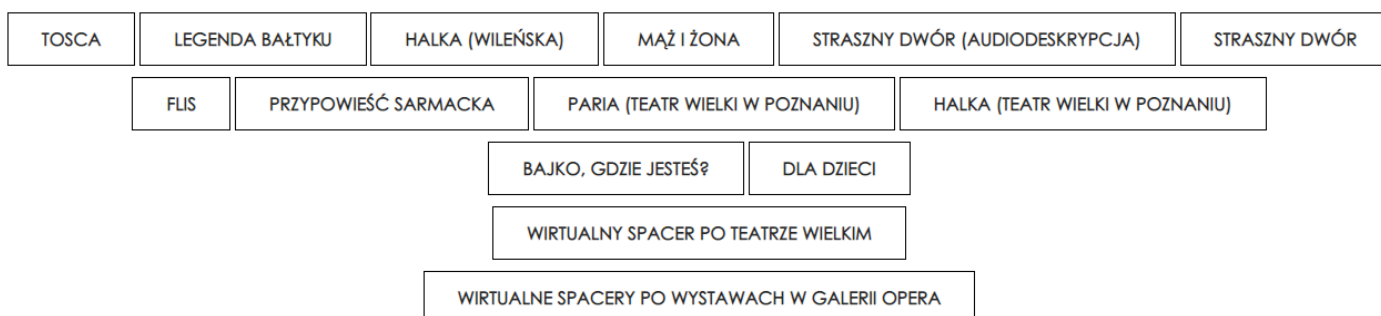 TOSCA LEGENDA BAŁTYKU HALKA (WILEŃSKA) MĄŻ I ŻONA STRASZNY DWÓR (AUDIODESKRYPCJA) STRASZNY DWÓR
FLIS PRZYPOWIEŚĆ SARMACKA PARIA (TEATR WIELKI W POZNANIU) HALKA (TEATR WIELKI W POZNANIU)
BAJKO, GDZIE JESTEŚ? DLA DZIECI
WIRTUALNY SPACER PO TEATRZE WIELKIM
WIRTUALNE SPACERY PO WYSTAWACH W GALERII OPERA